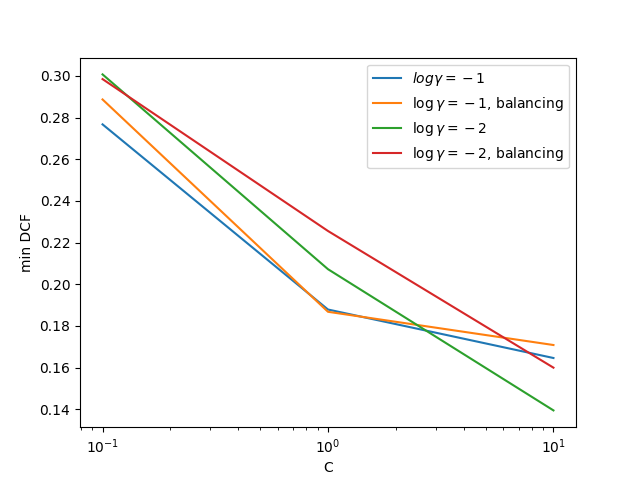 0.30
0.28
0.26
0.24
0.22
0.20
0.18
0.16
0.14
min DCF
logγ = −1
log γ = −1, balancing
log γ = −2
log γ = −2, balancing
10⁻¹
10⁰
10¹
C